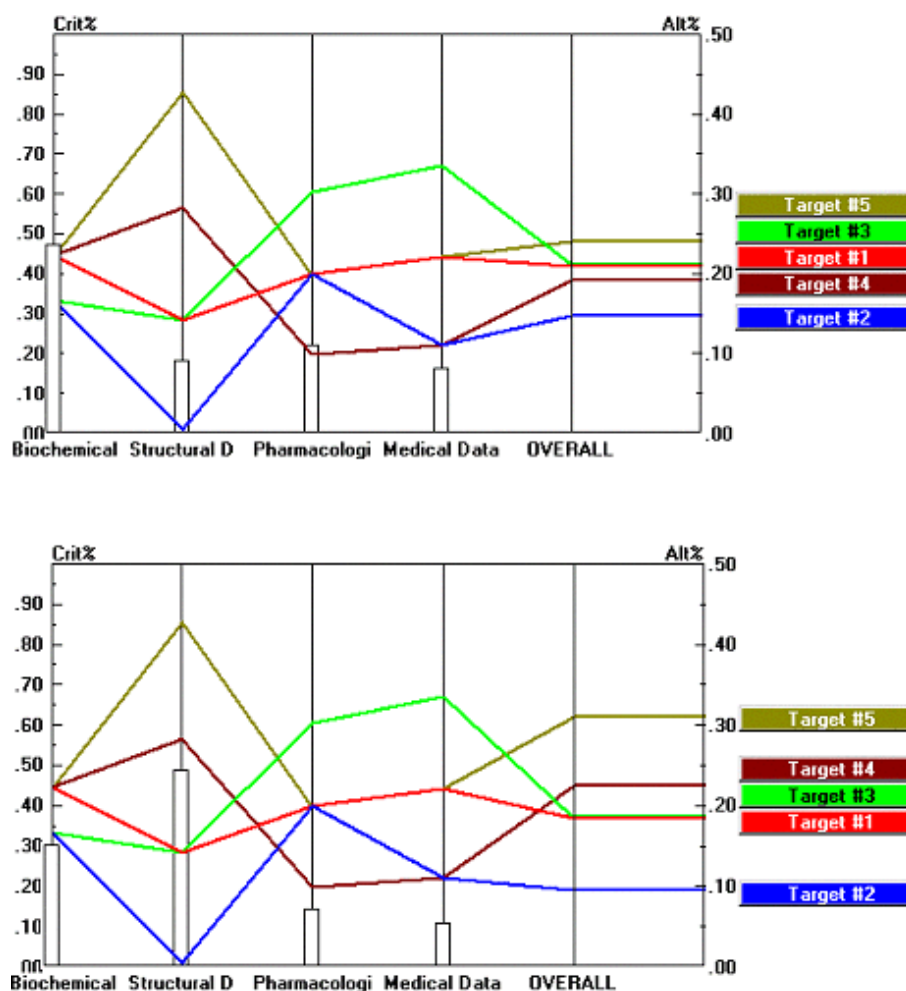 Crit% Alt%
.90
.80
.70
.60
.50
.40
.30
.20
.10
.00
.50
.40
.30
.20
.10
.00
Target #5
Target #3
Target #1
Target #4
Target #2
Biochemical Structural D Pharmacologi Medical Data OVERALL
Crit% Alt%
.90
.80
.70
.60
.50
.40
.30
.20
.10
.00
.50
.40
.30
.20
.10
.00
Target #5
Target #4
Target #3
Target #1
Target #2
Biochemical Structural D Pharmacologi Medical Data OVERALL